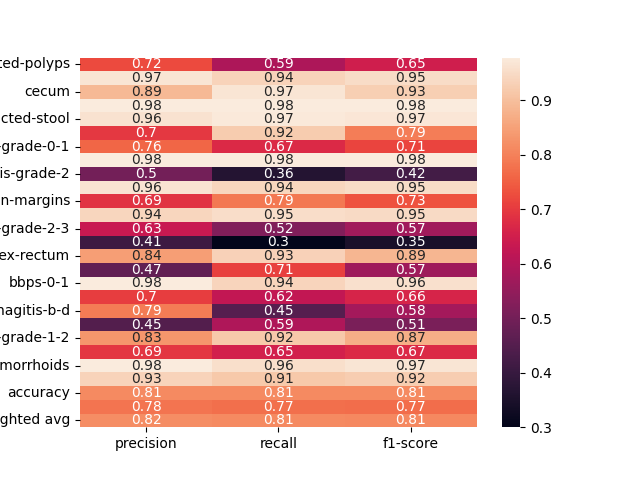 ted-polyps 0.72 0.59 0.65
0.97 0.94 0.95
cecum 0.89 0.97 0.93
0.98 0.98 0.98
cted-stool 0.96 0.97 0.97
0.7 0.92 0.79
-grade-0-1 0.76 0.67 0.71
0.98 0.98 0.98
is-grade-2 0.5 0.36 0.42
0.96 0.94 0.95
n-margins 0.69 0.79 0.73
0.94 0.95 0.95
-grade-2-3 0.63 0.52 0.57
0.41 0.3 0.35
ex-rectum 0.84 0.93 0.89
0.47 0.71 0.57
bbps-0-1 0.98 0.94 0.96
0.7 0.62 0.66
nagitis-b-d 0.79 0.45 0.58
0.45 0.59 0.51
-grade-1-2 0.83 0.92 0.87
0.69 0.65 0.67
morrhoids 0.98 0.96 0.97
0.93 0.91 0.92
accuracy 0.81 0.81 0.81
0.78 0.77 0.77
ghted avg 0.82 0.81 0.81
precision recall f1-score
0.9
0.8
0.7
0.6
0.5
0.4
0.3